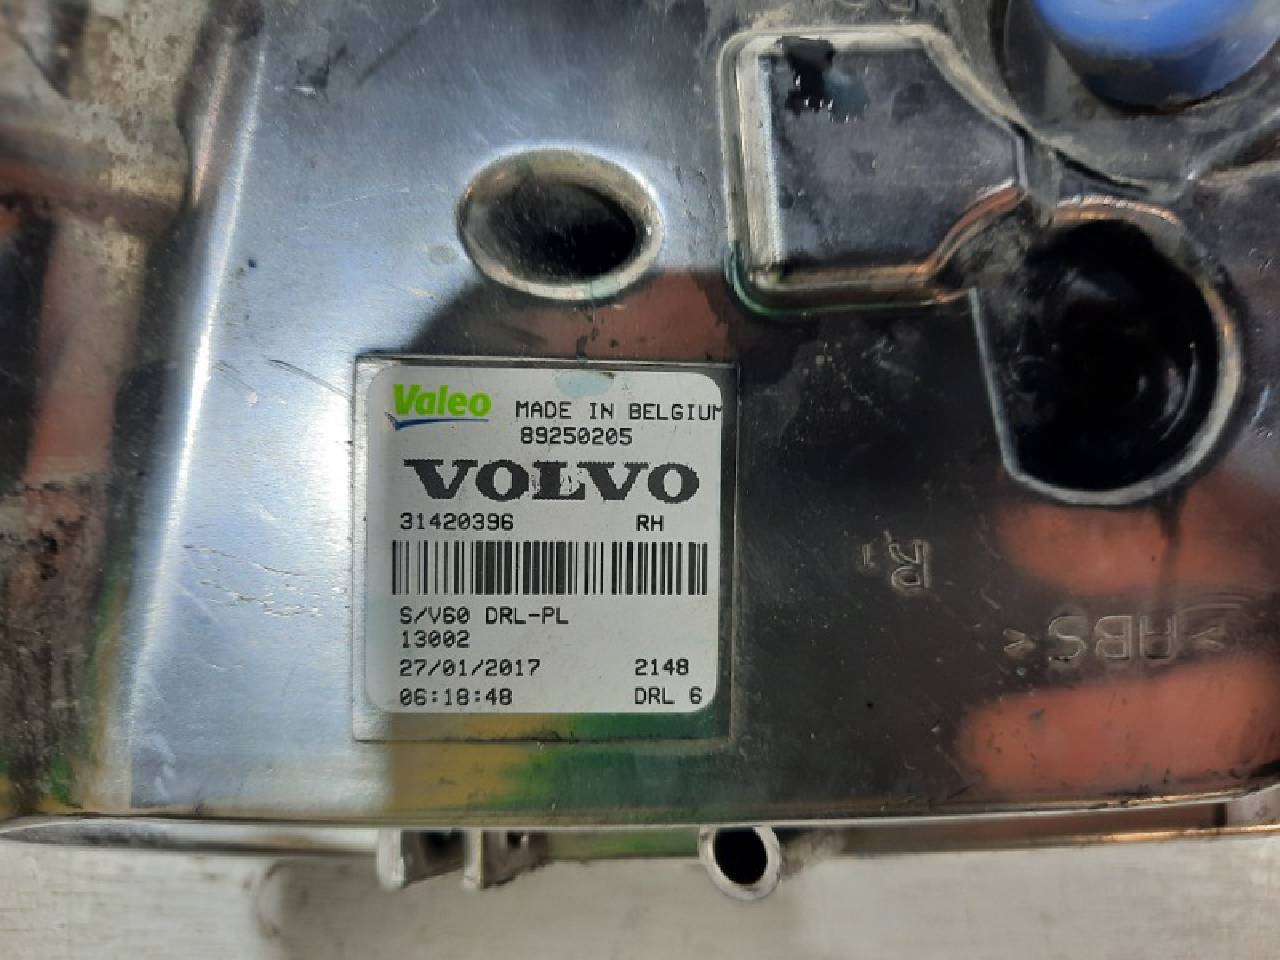 Valeo MADE IN BELGIUM
89250205
VOLVO
31420396 RH
S/V60 DRL-PL
13002
27/01/2017 2148
06:18:48 DRL 6
>ABS<